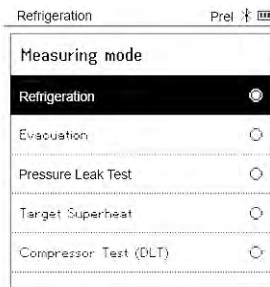 Refrigeration Prel
Measuring mode
Refrigeration
Evacuation
Pressure Leak Test
Target Superheat
Compressor Test (DLT)